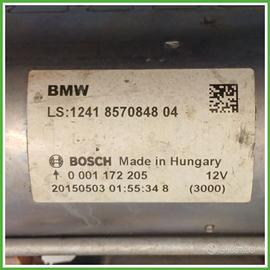 BMW
LS:1241 8570848 04
BOSCH Made in Hungary
0 001 172 205 12V
20150503 01:55:34 8 (3000)